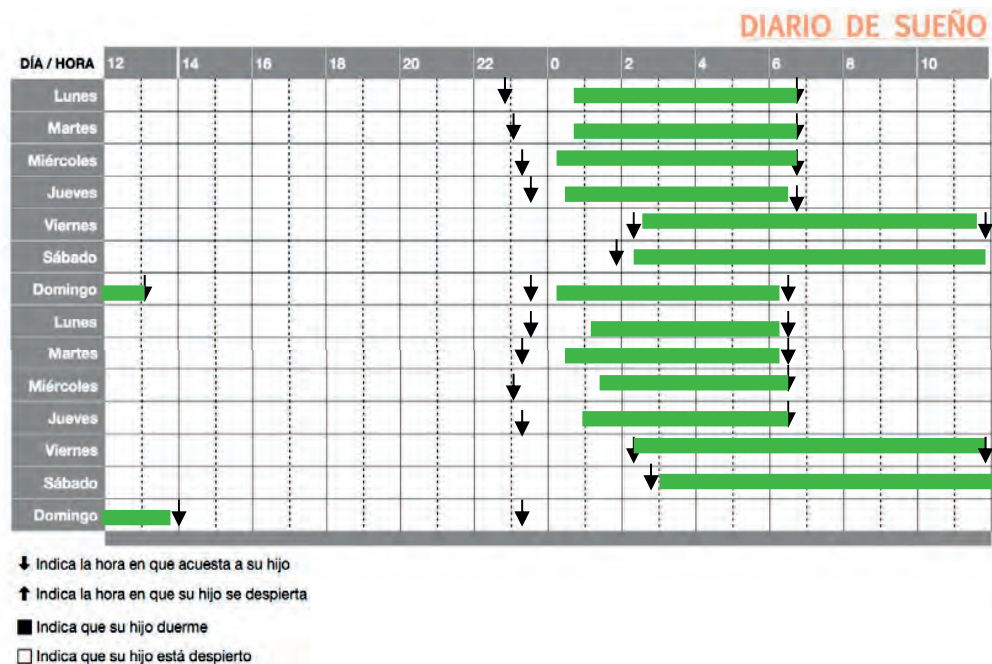 DIARIO DE SUEÑO
DÍA / HORA 12 14 16 18 20 22 0 2 4 6 8 10
Lunes
Martes
Miércoles
Jueves
Viernes
Sábado
Domingo
Lunes
Martes
Miércoles
Jueves
Viernes
Sábado
Domingo
Indica la hora en que acuesta a su hijo
Indica la hora en que su hijo se despierta
Indica que su hijo duerme
Indica que su hijo está despierto